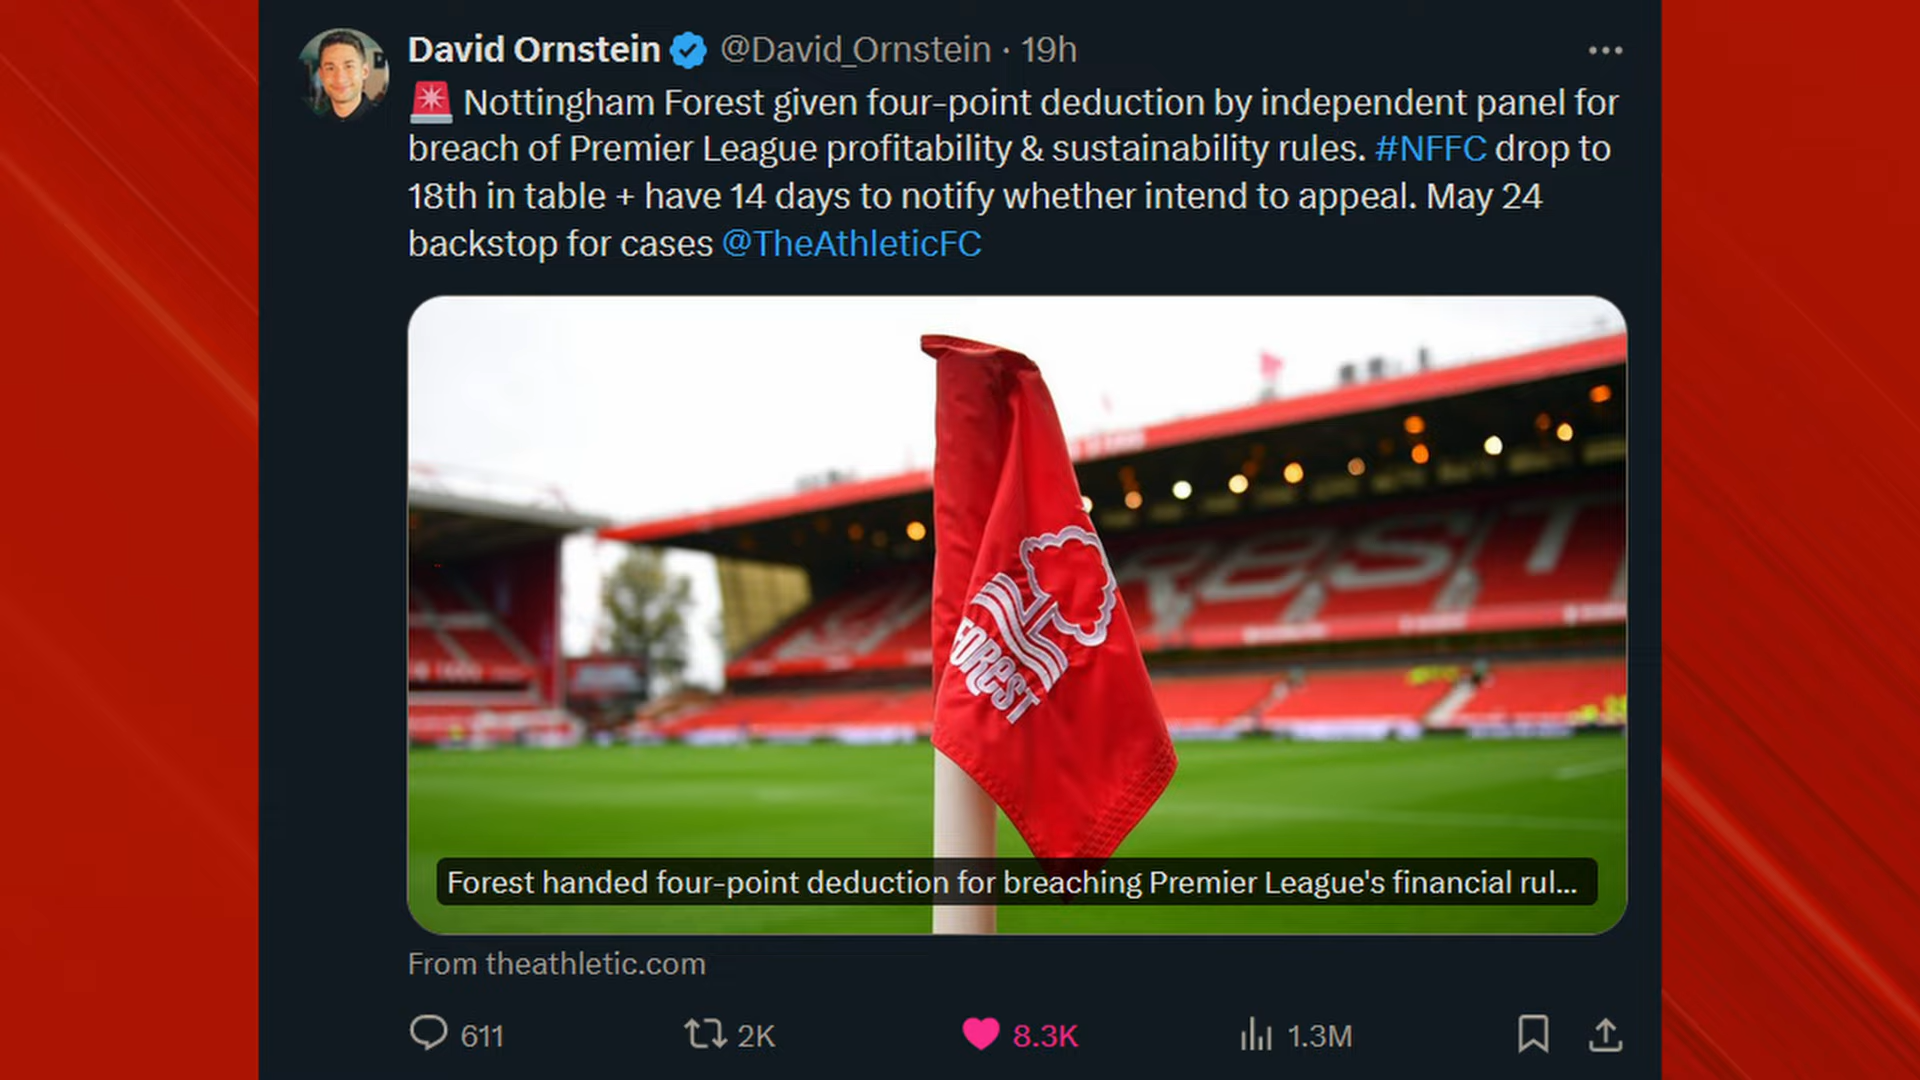 David Ornstein @David_Ornstein · 19h
🚨 Nottingham Forest given four-point deduction by independent panel for
breach of Premier League profitability & sustainability rules. #NFFC drop to
18th in table + have 14 days to notify whether intend to appeal. May 24
backstop for cases @TheAthleticFC
REST
FOREST
Forest handed four-point deduction for breaching Premier League's financial rul...
From theathletic.com
611 2K 8.3K 1.3M